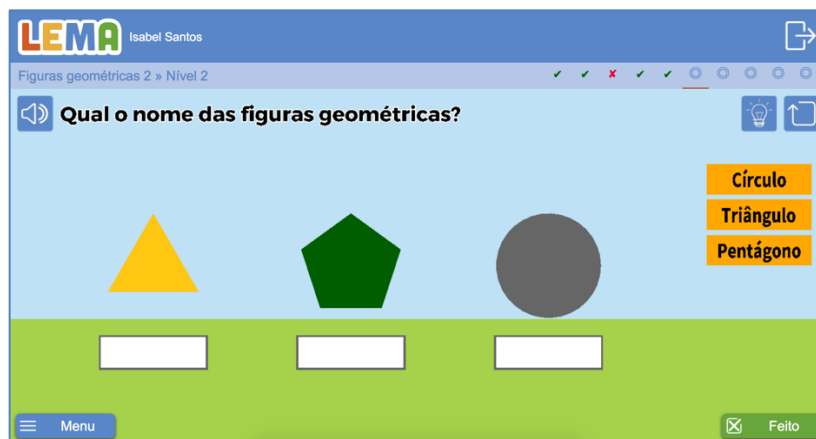 LEMA Isabel Santos
Figuras geométricas 2 » Nível 2
Qual o nome das figuras geométricas?
Círculo
Triângulo
Pentágono
Menu
Feito